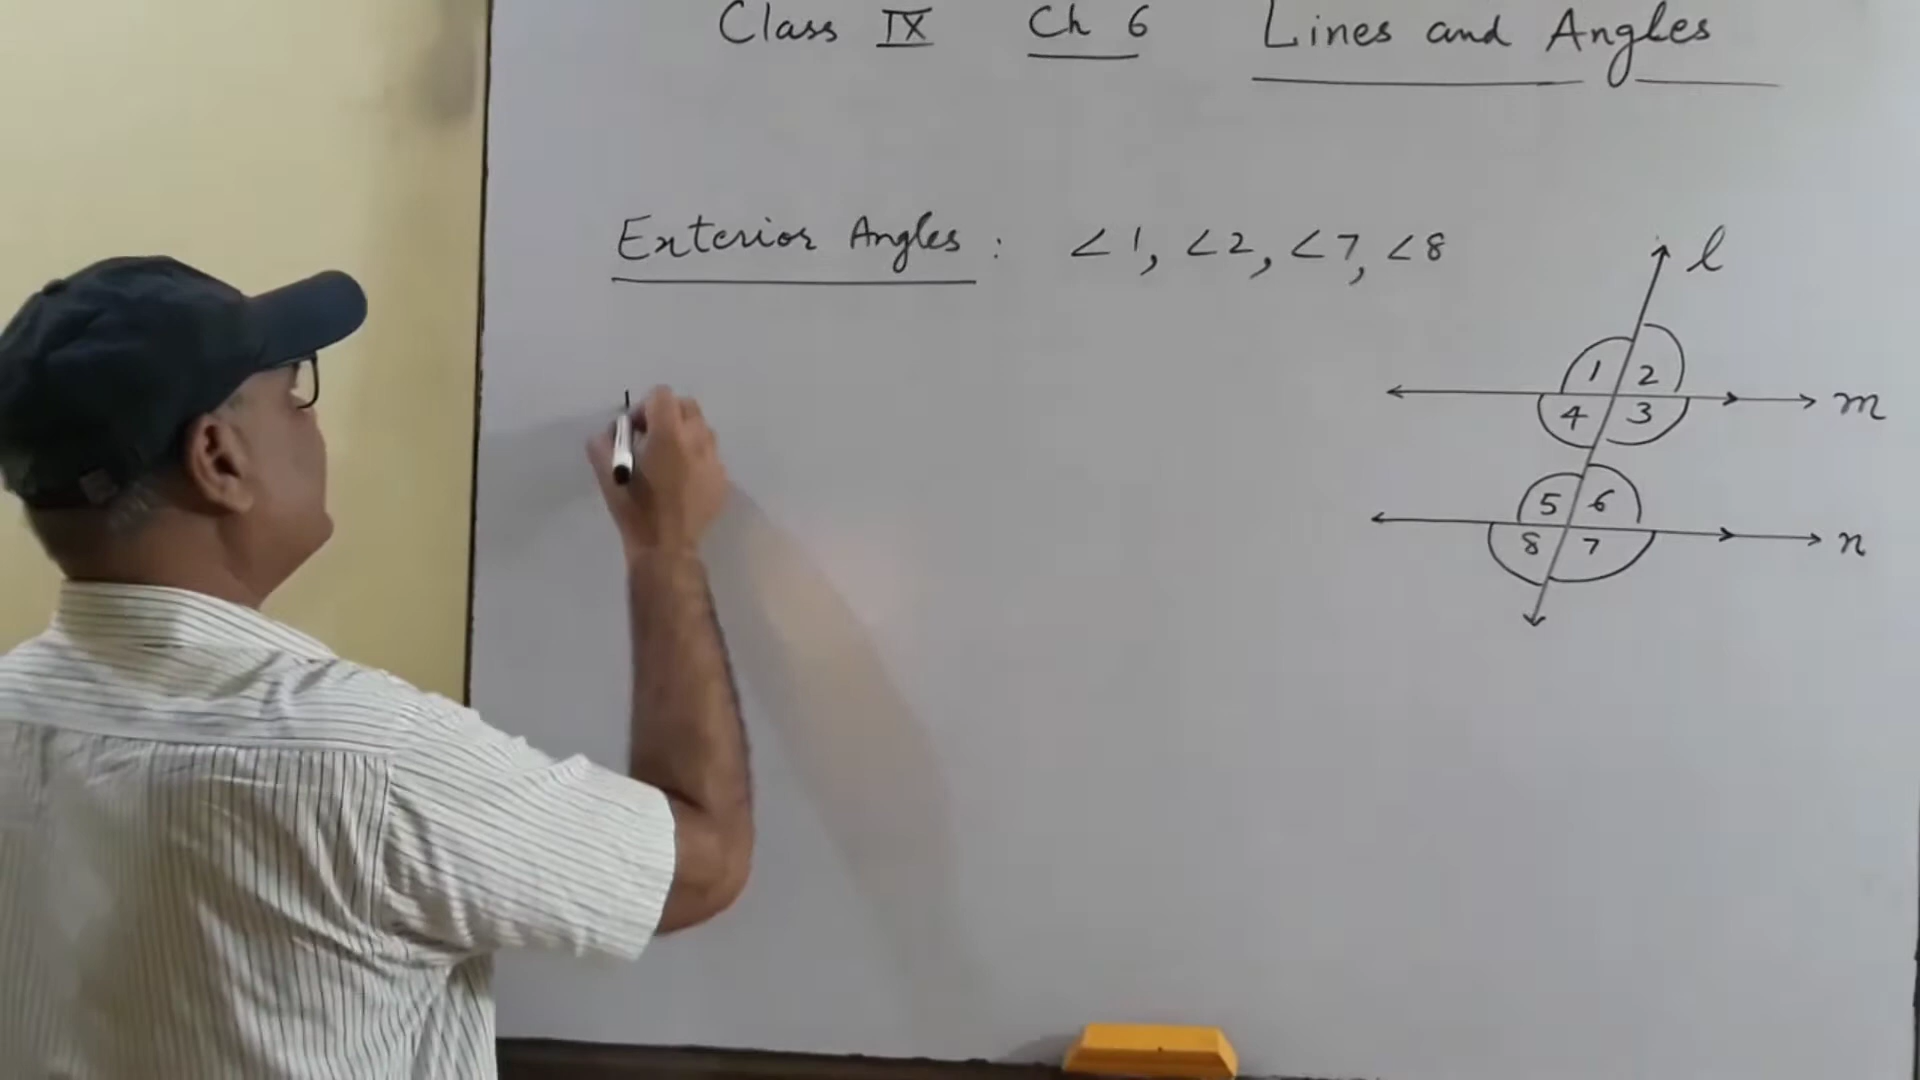 Class IX Ch 6 Lines and Angles
Exterior Angles : ∠1, ∠2, ∠7, ∠8
l
1 2
m
4 3
5 6
n
8 7